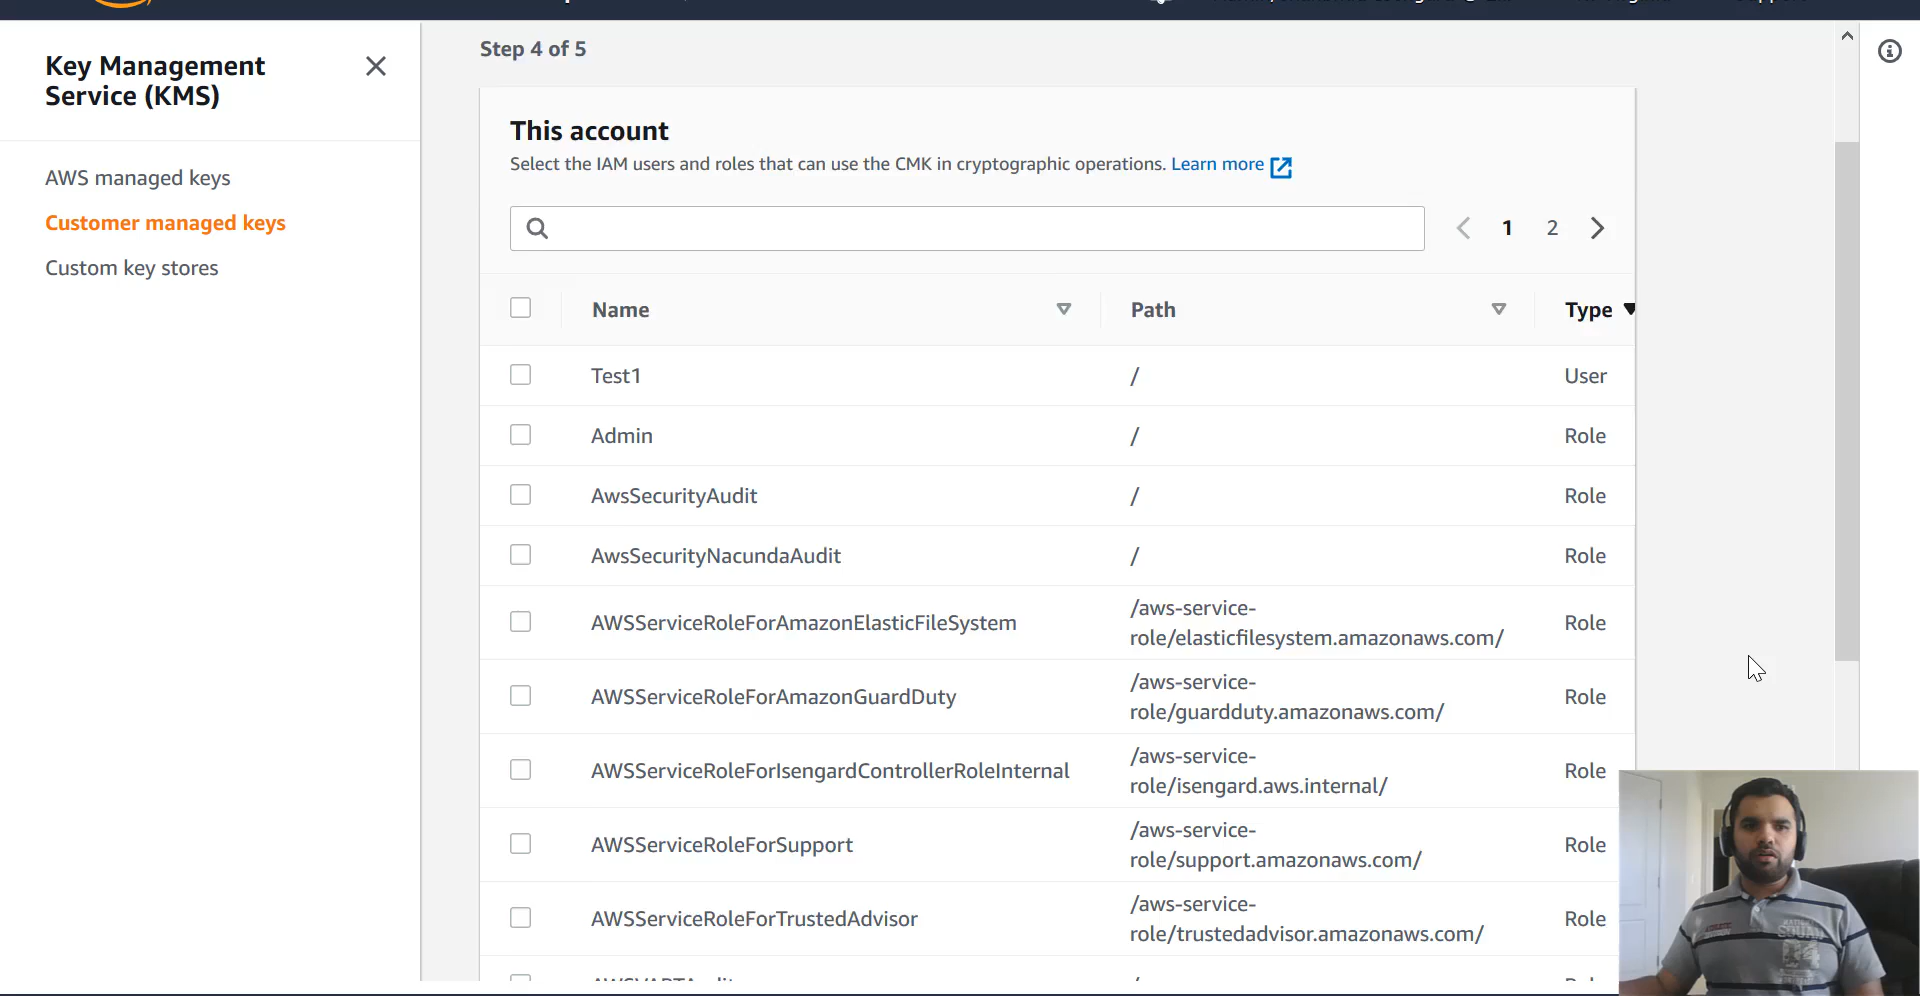 Key Management
Service (KMS)
AWS managed keys
Customer managed keys
Custom key stores
Step 4 of 5
This account
Select the IAM users and roles that can use the CMK in cryptographic operations. Learn more
1 2
Name Path Type
Test1 / User
Admin / Role
AwsSecurityAudit / Role
AwsSecurityNacundaAudit / Role
AWSServiceRoleForAmazonElasticFileSystem /aws-service-
role/elasticfilesystem.amazonaws.com/ Role
AWSServiceRoleForAmazonGuardDuty /aws-service-
role/guardduty.amazonaws.com/ Role
AWSServiceRoleForIsengardControllerRoleInternal /aws-service-
role/isengard.aws.internal/ Role
AWSServiceRoleForSupport /aws-service-
role/support.amazonaws.com/ Role
AWSServiceRoleForTrustedAdvisor /aws-service-
role/trustedadvisor.amazonaws.com/ Role